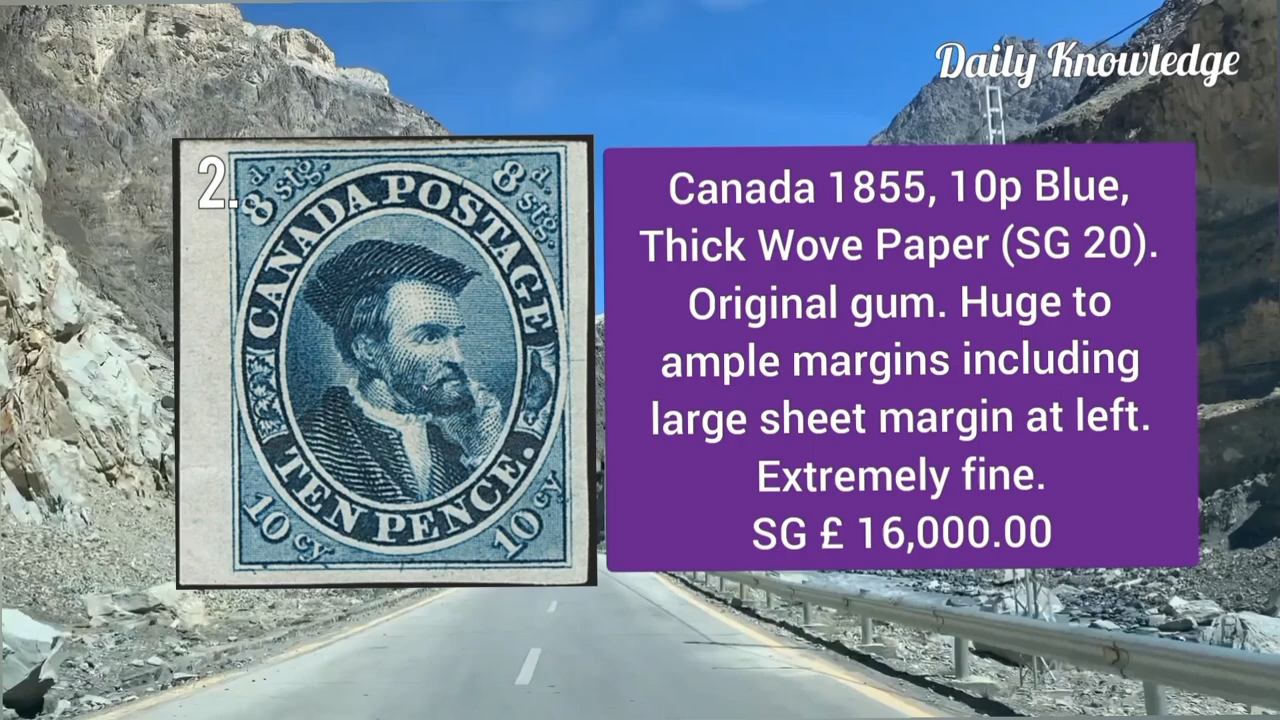 Daily Knowledge
2.
8d. stg. 8d. stg.
CANADA POSTAGE
TEN PENCE.
10 cy 10 cy
Canada 1855, 10p Blue,
Thick Wove Paper (SG 20).
Original gum. Huge to
ample margins including
large sheet margin at left.
Extremely fine.
SG £ 16,000.00